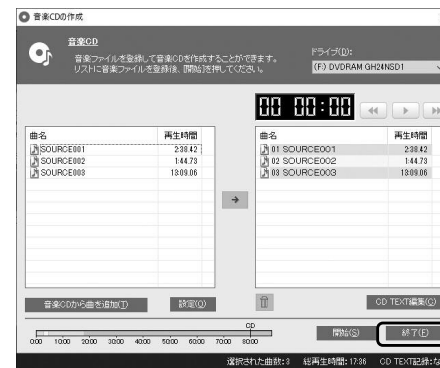 音楽CDの作成
音楽CD
音楽ファイルを登録して音楽CDを作成することができます。
リストに音楽ファイルを登録後、[開始]を押してください。
ドライブ(D):
(F:) DVDRAM GH24NSD1
00 00:00
曲名 再生時間
SOURCE001 2:38.42
SOURCE002 1:44.73
SOURCE003 13:09.06
曲名 再生時間
01 SOURCE001 2:38.42
02 SOURCE002 1:44.73
03 SOURCE003 13:09.06
音楽CDから曲を追加(T) 設定(O)
CD TEXT編集(C)
CD
0:00 10:00 20:00 30:00 40:00 50:00 60:00 70:00 80:00
開始(S) 終了(E)
選択された曲数:3 総再生時間:17:36 CD TEXT記録:な